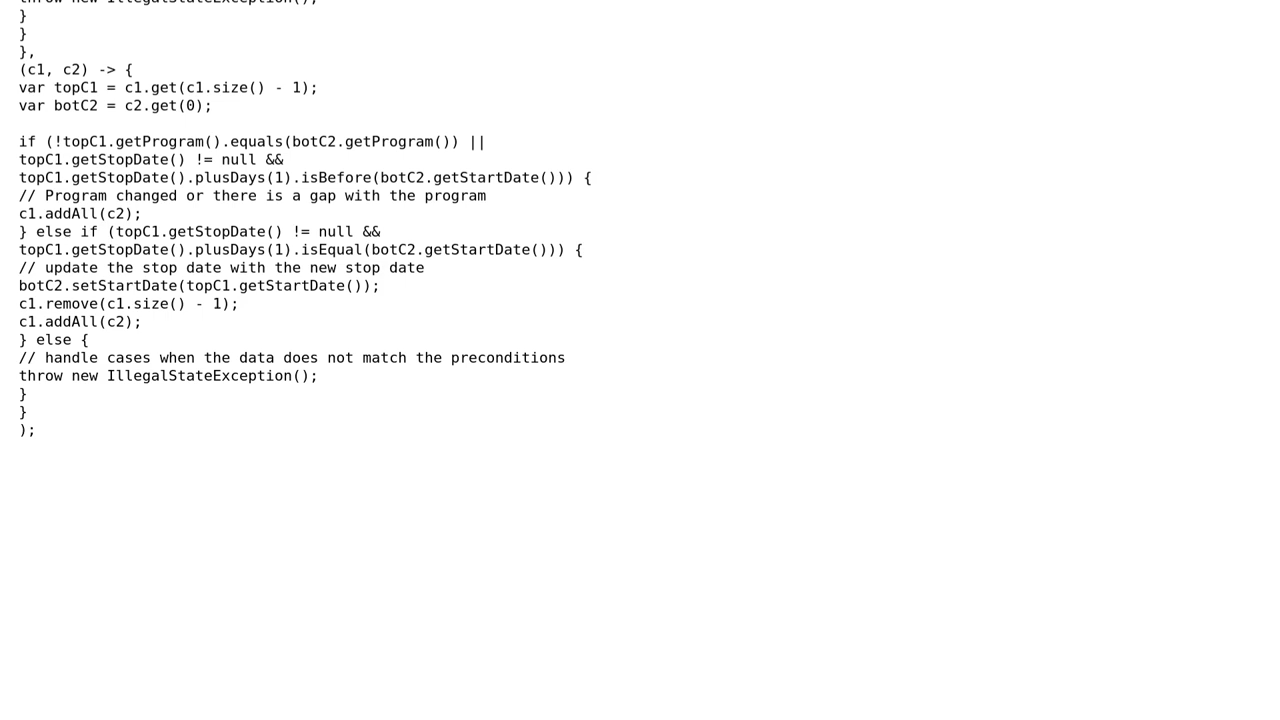 throw new IllegalStateException();
}
}
},
(c1, c2) -> {
var topC1 = c1.get(c1.size() - 1);
var botC2 = c2.get(0);

if (!topC1.getProgram().equals(botC2.getProgram()) ||
topC1.getStopDate() != null &&
topC1.getStopDate().plusDays(1).isBefore(botC2.getStartDate())) {
// Program changed or there is a gap with the program
c1.addAll(c2);
} else if (topC1.getStopDate() != null &&
topC1.getStopDate().plusDays(1).isEqual(botC2.getStartDate())) {
// update the stop date with the new stop date
botC2.setStartDate(topC1.getStartDate());
c1.remove(c1.size() - 1);
c1.addAll(c2);
} else {
// handle cases when the data does not match the preconditions
throw new IllegalStateException();
}
}
);